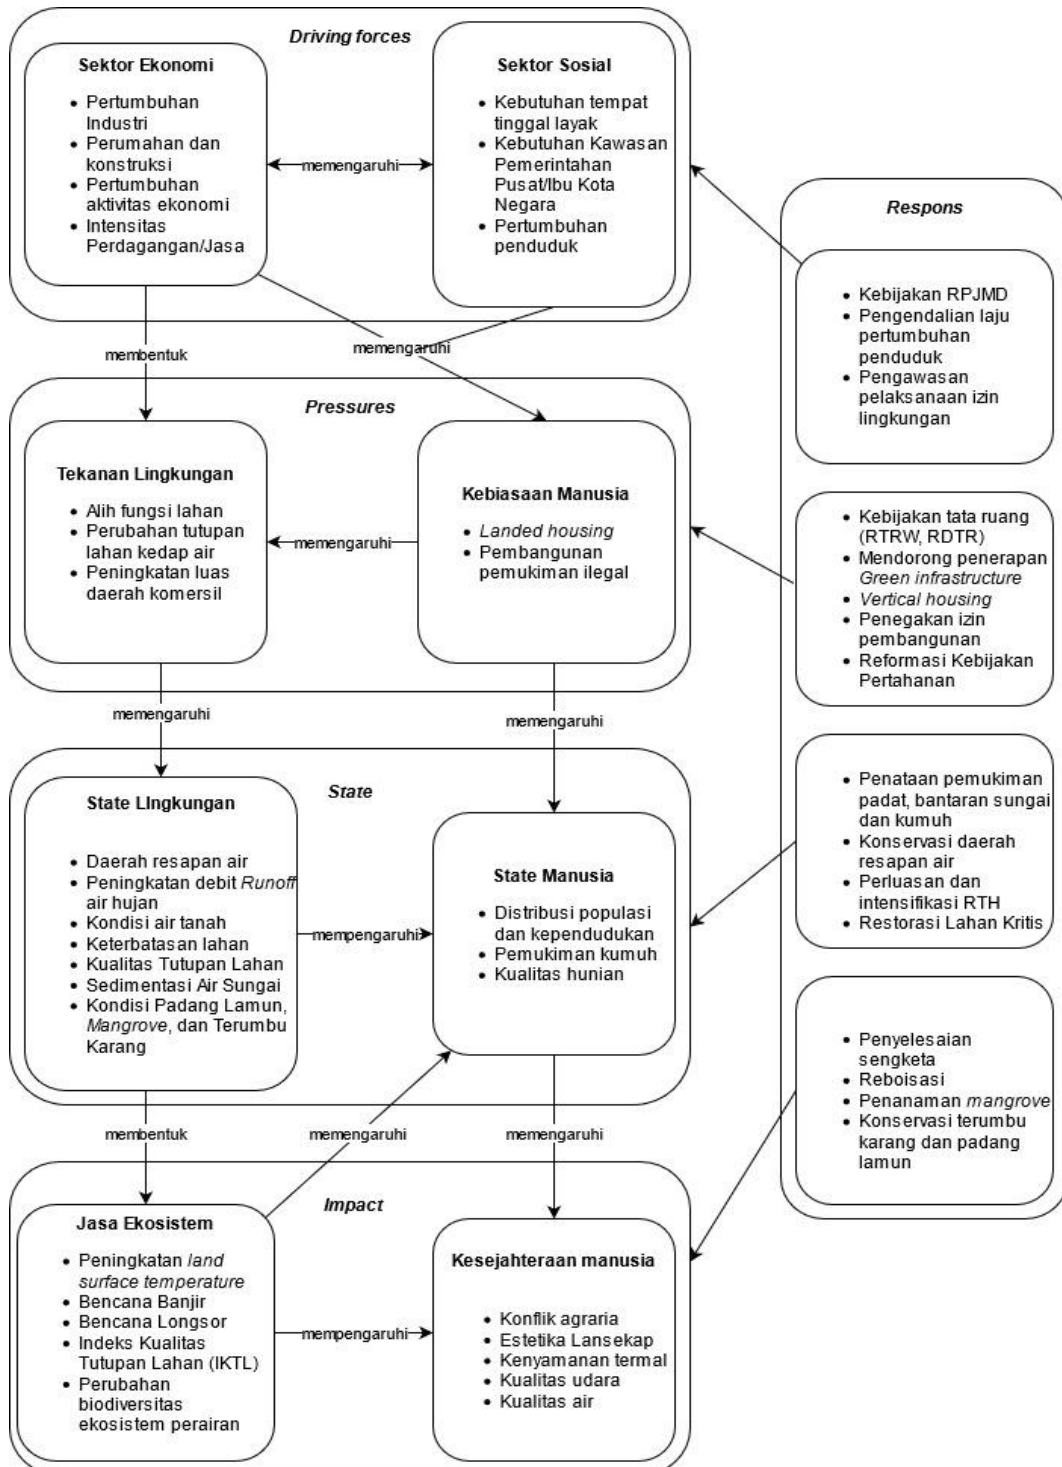 Driving forces
Sektor Ekonomi
• Pertumbuhan
Industri
• Perumahan dan
konstruksi
• Pertumbuhan
aktivitas ekonomi
• Intensitas
Perdagangan/Jasa
memengaruhi
Sektor Sosial
• Kebutuhan tempat
tinggal layak
• Kebutuhan Kawasan
Pemerintahan
Pusat/Ibu Kota
Negara
• Pertumbuhan
penduduk
membentuk
memengaruhi
Pressures
Tekanan Lingkungan
• Alih fungsi lahan
• Perubahan tutupan
lahan kedap air
• Peningkatan luas
daerah komersil
memengaruhi
Kebiasaan Manusia
• Landed housing
• Pembangunan
pemukiman ilegal
memengaruhi
memengaruhi
State
State LIngkungan
• Daerah resapan air
• Peningkatan debit Runoff
air hujan
• Kondisi air tanah
• Keterbatasan lahan
• Kualitas Tutupan Lahan
• Sedimentasi Air Sungai
• Kondisi Padang Lamun,
Mangrove, dan Terumbu
Karang
mempengaruhi
State Manusia
• Distribusi populasi
dan kependudukan
• Pemukiman kumuh
• Kualitas hunian
membentuk
memengaruhi
memengaruhi
Impact
Jasa Ekosistem
• Peningkatan land
surface temperature
• Bencana Banjir
• Bencana Longsor
• Indeks Kualitas
Tutupan Lahan (IKTL)
• Perubahan
biodiversitas
ekosistem perairan
mempengaruhi
Kesejahteraan manusia
• Konflik agraria
• Estetika Lansekap
• Kenyamanan termal
• Kualitas udara
• Kualitas air
Respons
• Kebijakan RPJMD
• Pengendalian laju
pertumbuhan
penduduk
• Pengawasan
pelaksanaan izin
lingkungan
• Kebijakan tata ruang
(RTRW, RDTR)
• Mendorong penerapan
Green infrastructure
• Vertical housing
• Penegakan izin
pembangunan
• Reformasi Kebijakan
Pertahanan
• Penataan pemukiman
padat, bantaran sungai
dan kumuh
• Konservasi daerah
resapan air
• Perluasan dan
intensifikasi RTH
• Restorasi Lahan Kritis
• Penyelesaian
sengketa
• Reboisasi
• Penanaman mangrove
• Konservasi terumbu
karang dan padang
lamun